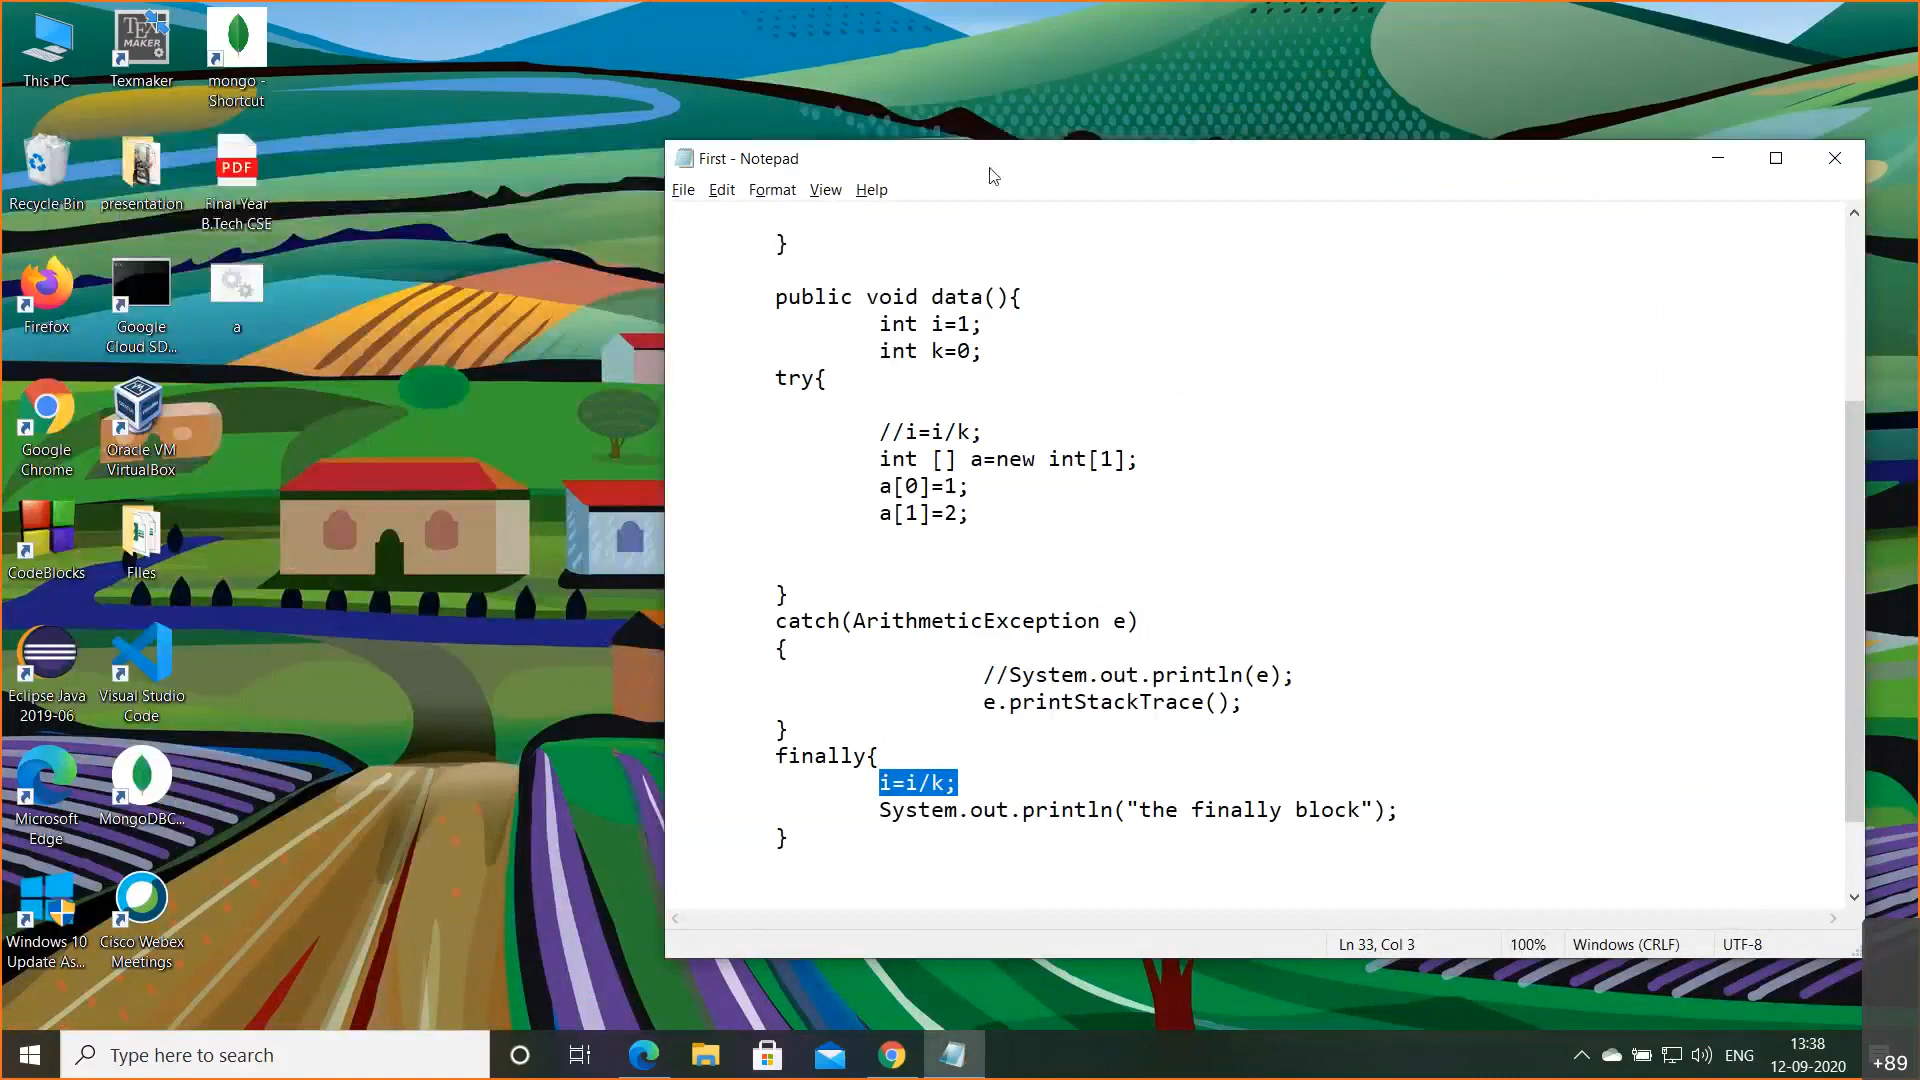 This PC
Texmaker
mongo - Shortcut
Recycle Bin
presentation
Final Year B.Tech CSE
PDF
TEX MAKER
Firefox
Google Cloud SD...
a
Google Chrome
Oracle VM VirtualBox
CodeBlocks
FIles
Eclipse Java 2019-06
Visual Studio Code
Microsoft Edge
MongoDBC...
Windows 10 Update As...
Cisco Webex Meetings
First - Notepad
File Edit Format View Help
}
public void data(){
int i=1;
int k=0;
try{
//i=i/k;
int [] a=new int[1];
a[0]=1;
a[1]=2;
}
catch(ArithmeticException e)
{
//System.out.println(e);
e.printStackTrace();
}
finally{
i=i/k;
System.out.println("the finally block");
}
Ln 33, Col 3 100% Windows (CRLF) UTF-8
Type here to search
ENG
13:38
12-09-2020
+89